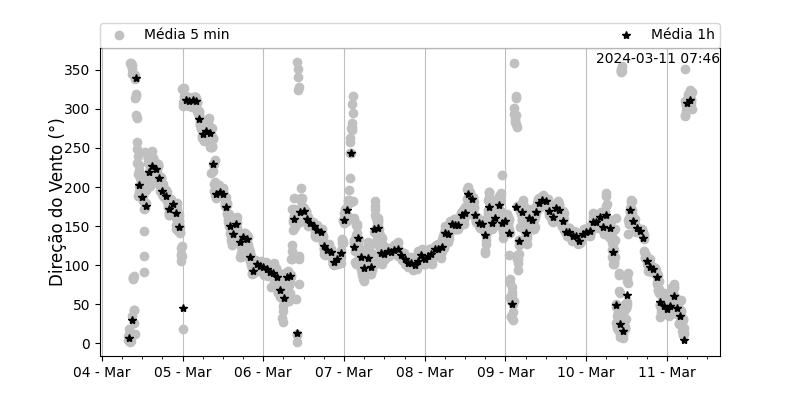 Média 5 min
Média 1h
2024-03-11 07:46
Direção do Vento (°)
350
300
250
200
150
100
50
0
04 - Mar
05 - Mar
06 - Mar
07 - Mar
08 - Mar
09 - Mar
10 - Mar
11 - Mar